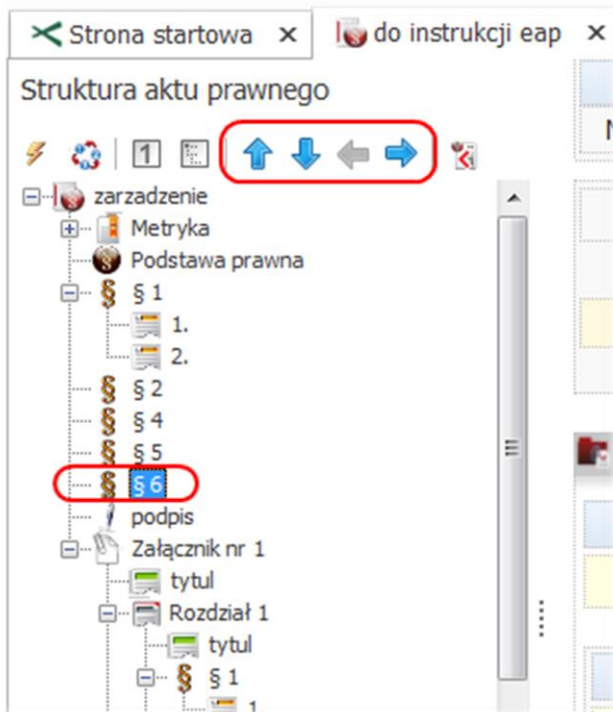 Strona startowa × do instrukcji eap ×
Struktura aktu prawnego
1
zarzadzenie
Metryka
Podstawa prawna
§ 1
1.
2.
§ 2
§ 4
§ 5
§ 6
podpis
Załącznik nr 1
tytul
Rozdział 1
tytul
§ 1
1